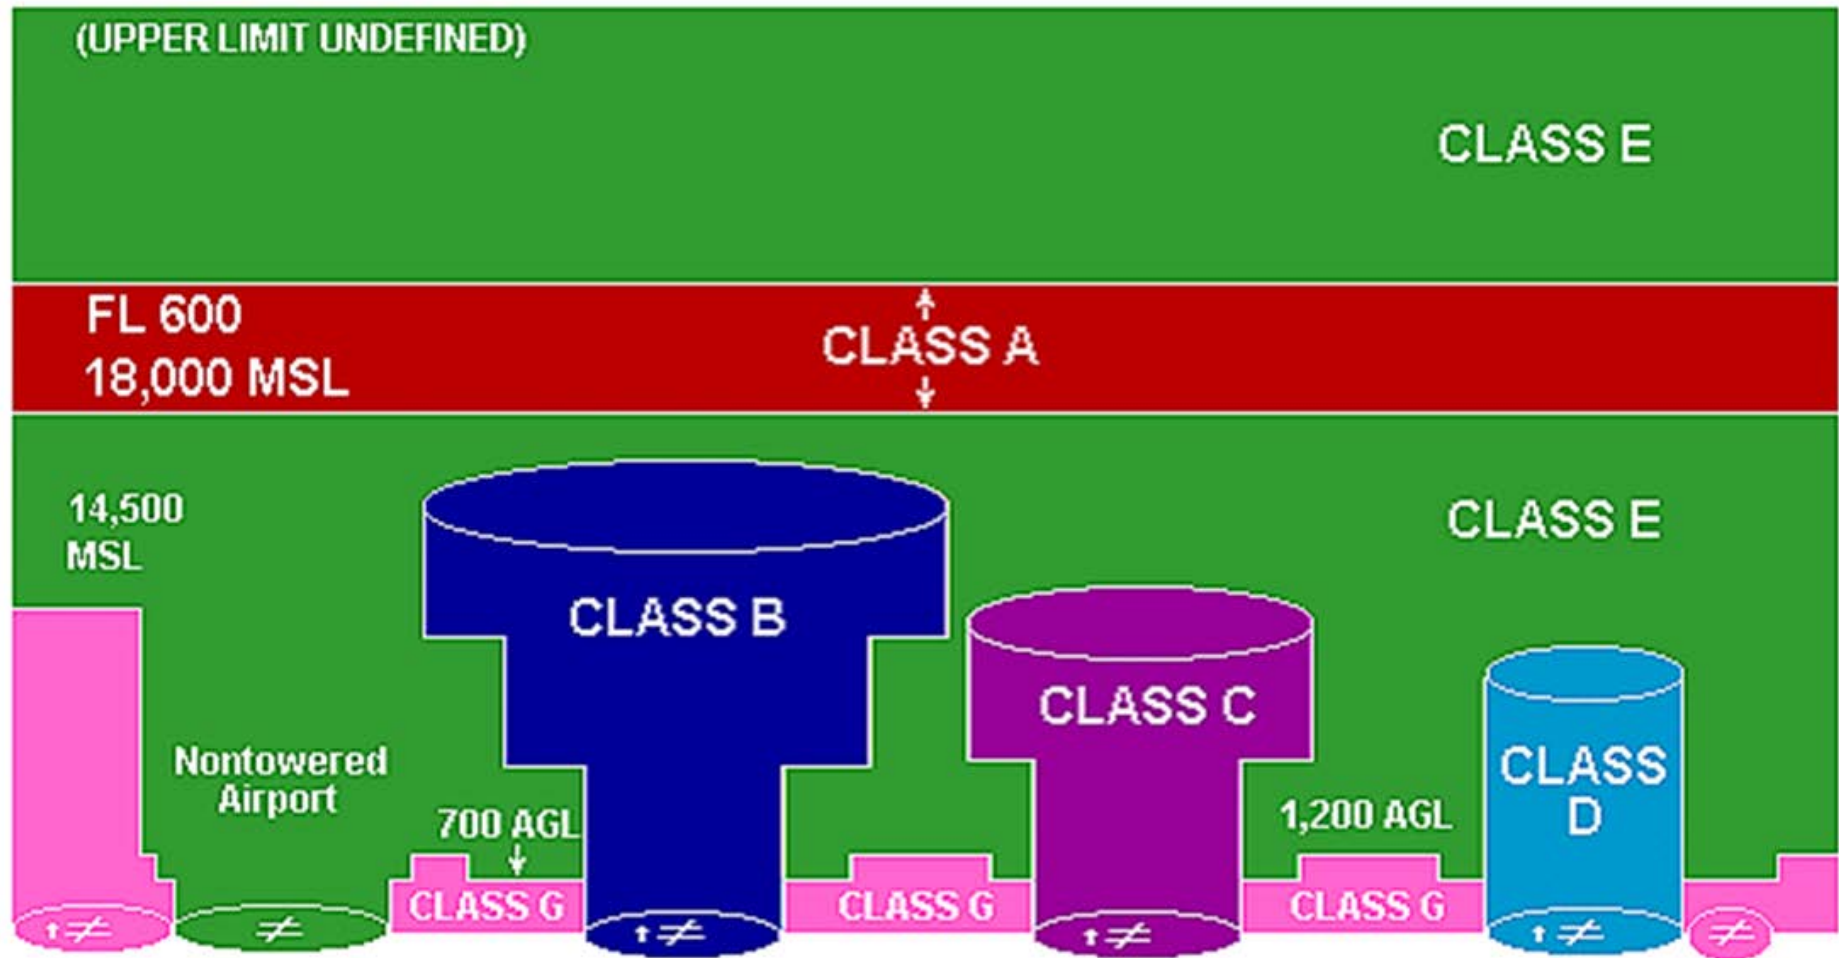 (UPPER LIMIT UNDEFINED)
CLASS E
FL 600
18,000 MSL
CLASS A
14,500
MSL
CLASS E
CLASS B
CLASS C
CLASS
D
Nontowered
Airport
700 AGL
1,200 AGL
CLASS G
CLASS G
CLASS G